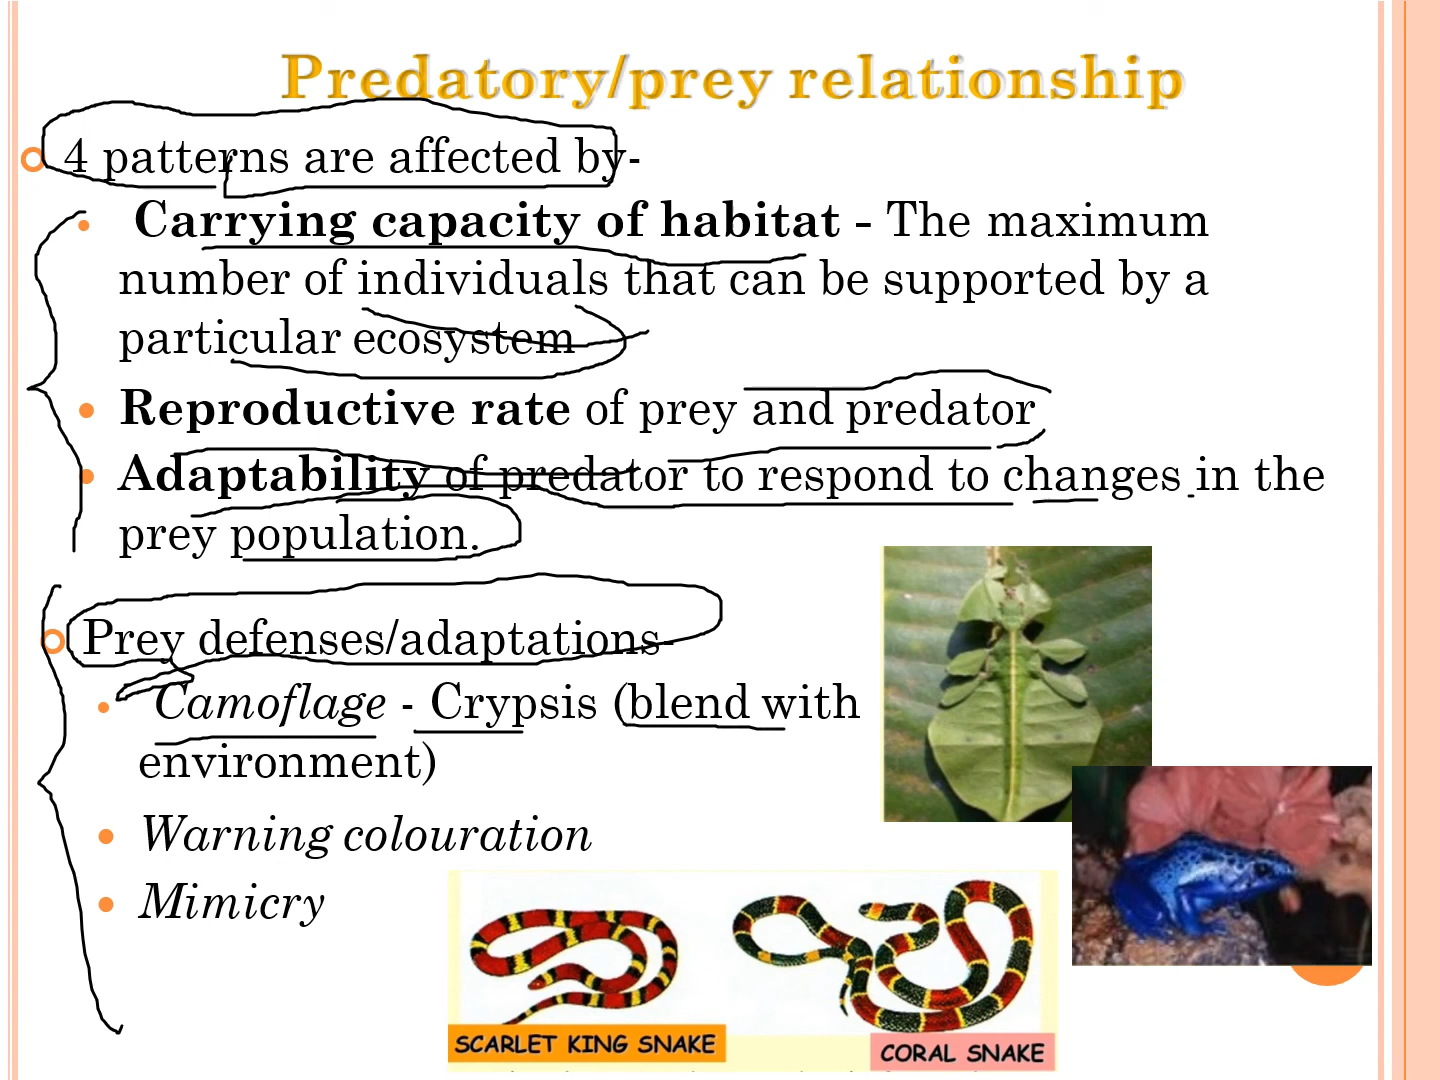 Predatory/prey relationship
4 patterns are affected by-
Carrying capacity of habitat - The maximum
number of individuals that can be supported by a
particular ecosystem
Reproductive rate of prey and predator
Adaptability of predator to respond to changes in the
prey population.
Prey defenses/adaptations-
Camoflage - Crypsis (blend with
environment)
Warning colouration
Mimicry
SCARLET KING SNAKE
CORAL SNAKE